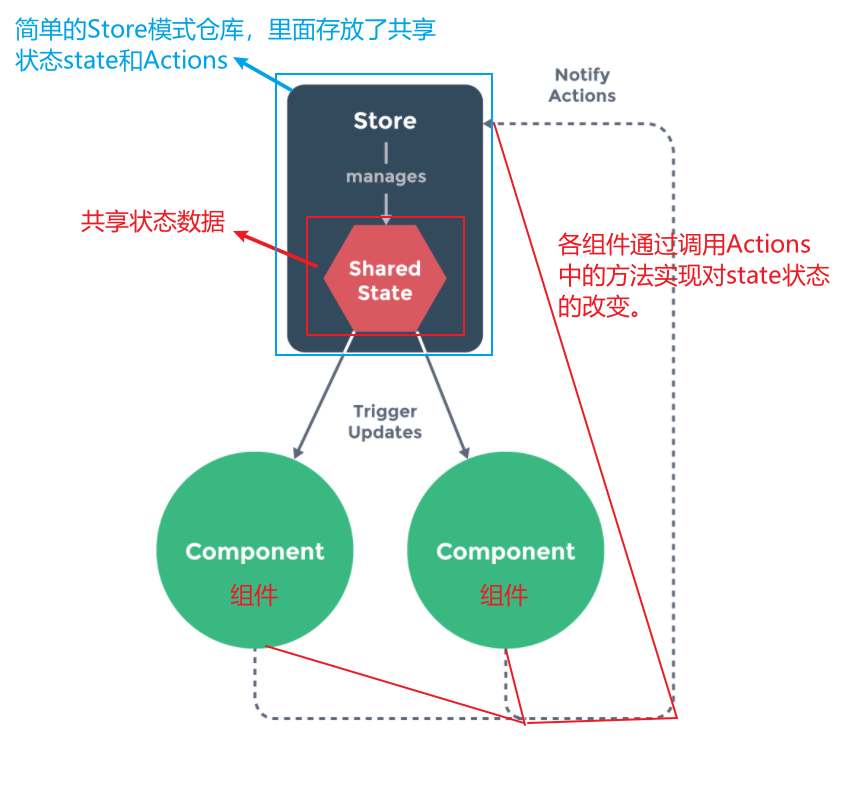 简单的Store模式仓库，里面存放了共享
状态state和Actions
Notify
Actions
Store
manages
共享状态数据
Shared
State
各组件通过调用Actions
中的方法实现对state状态
的改变。
Trigger
Updates
Component
组件
Component
组件